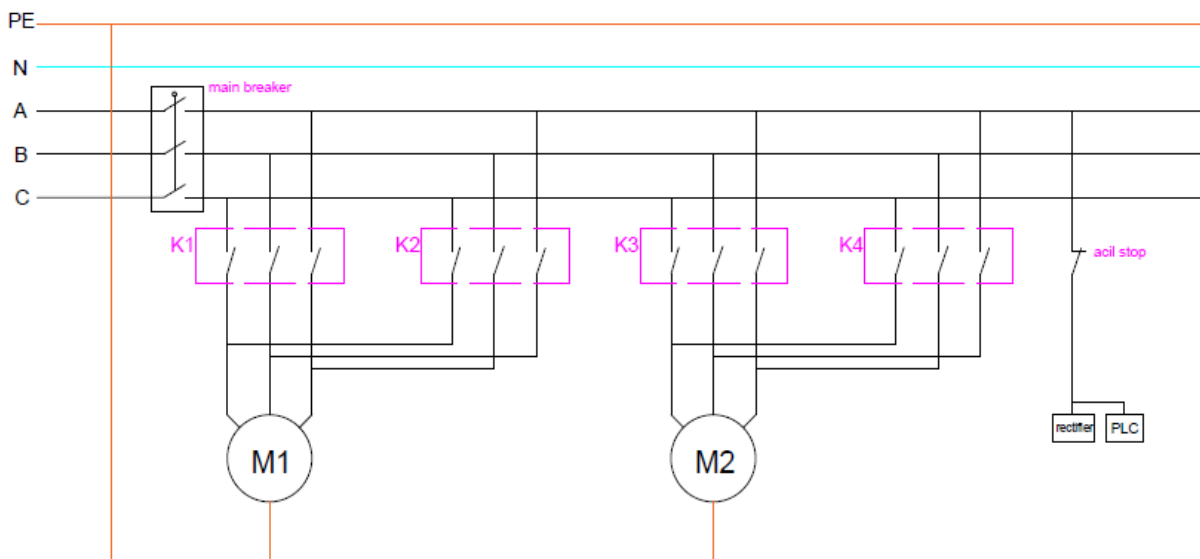 PE
N
main breaker
A
B
C
K1
K2
K3
K4
acil stop
rectifier
PLC
M1
M2